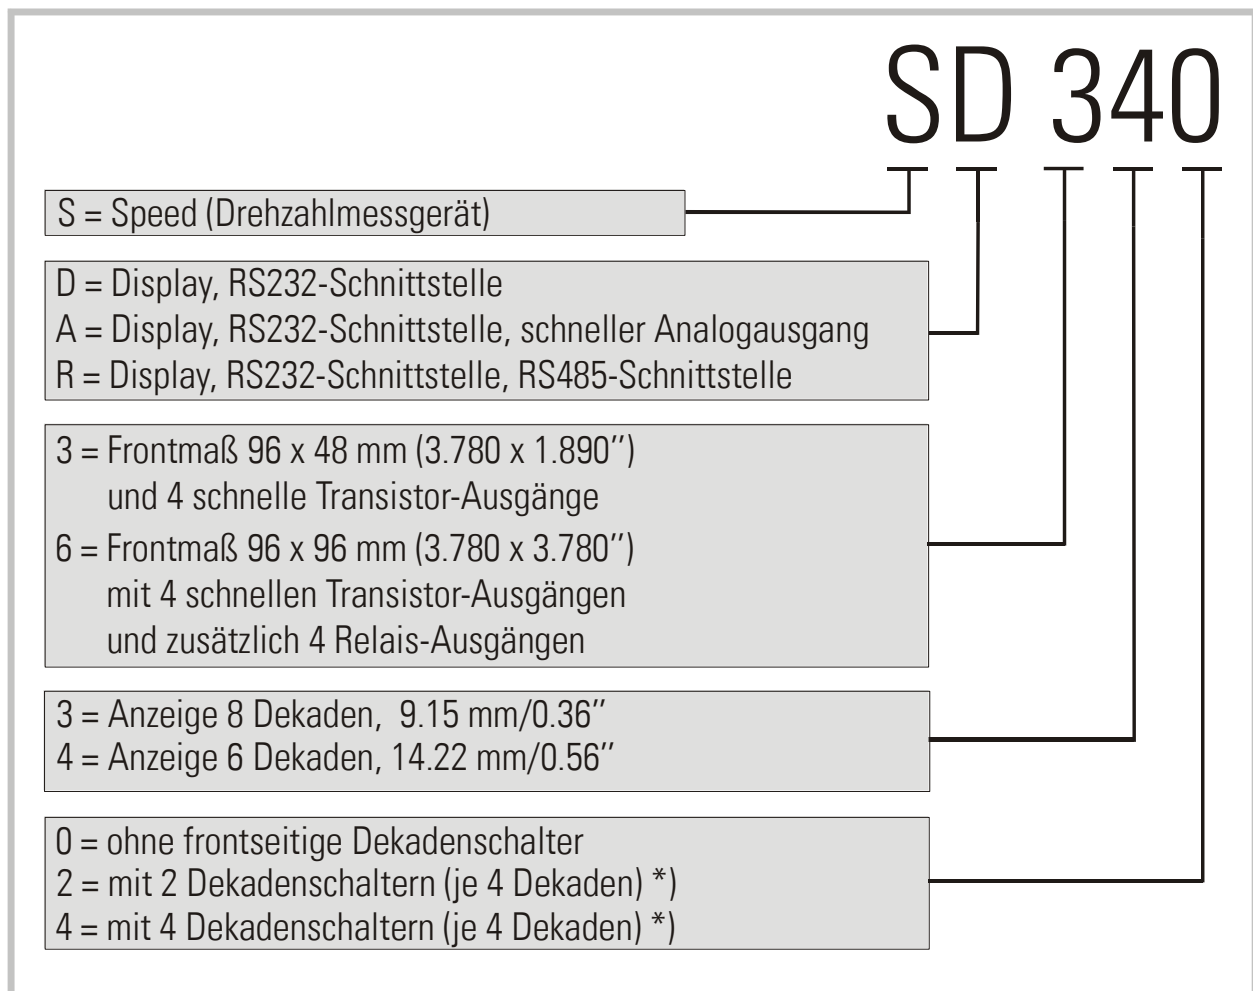 SD 340
S = Speed (Drehzahlmessgerät)
D = Display, RS232-Schnittstelle
A = Display, RS232-Schnittstelle, schneller Analogausgang
R = Display, RS232-Schnittstelle, RS485-Schnittstelle
3 = Frontmaß 96 x 48 mm (3.780 x 1.890’’)
und 4 schnelle Transistor-Ausgänge
6 = Frontmaß 96 x 96 mm (3.780 x 3.780’’)
mit 4 schnellen Transistor-Ausgängen
und zusätzlich 4 Relais-Ausgängen
3 = Anzeige 8 Dekaden,  9.15 mm/0.36’’
4 = Anzeige 6 Dekaden, 14.22 mm/0.56’’
0 = ohne frontseitige Dekadenschalter
2 = mit 2 Dekadenschaltern (je 4 Dekaden) *)
4 = mit 4 Dekadenschaltern (je 4 Dekaden) *)